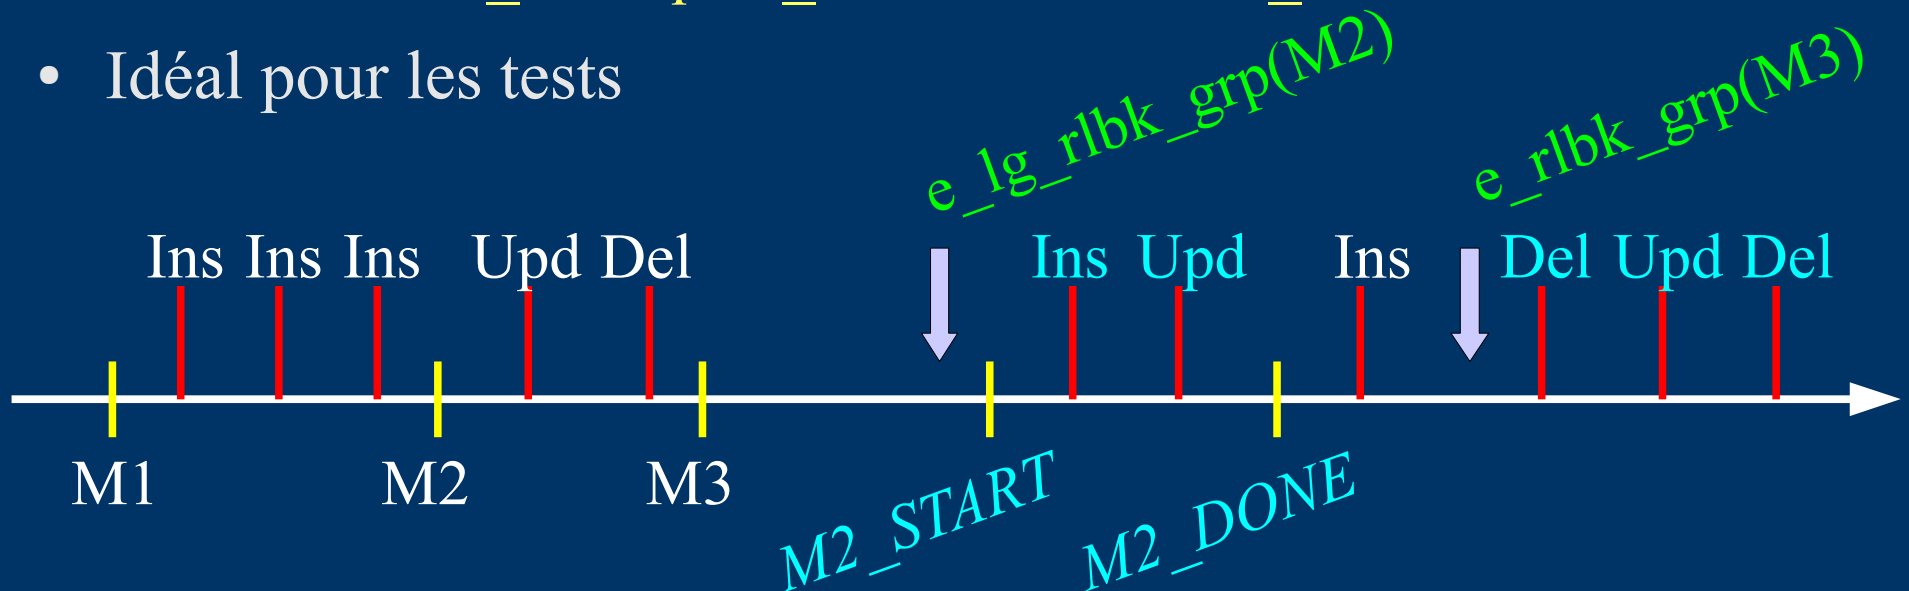 • Idéal pour les tests
e_lg_rlbk_grp(M2) e_rlbk_grp(M3)
Ins Ins Ins Upd Del Ins Upd Ins Del Upd Del
M1 M2 M3 M2_START M2_DONE